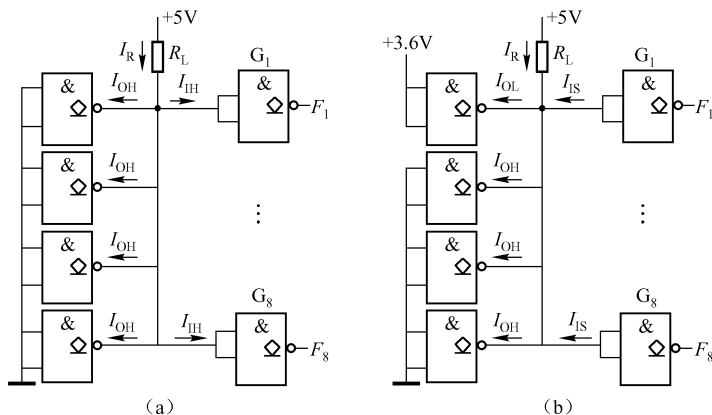 +5V
I_R R_L G_1
& I_OH I_IH & F_1
& I_OH
⋮
& I_OH
G_8
& I_OH I_IH & F_8
(a)
+5V
+3.6V I_R R_L G_1
& I_OL I_IS & F_1
& I_OH
⋮
& I_OH
G_8
& I_OH I_IS & F_8
(b)